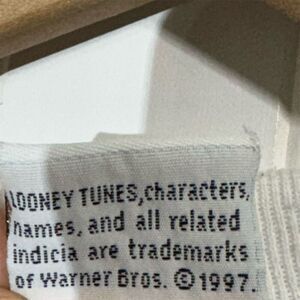 LOONEY TUNES, characters,
names, and all related
indicia are trademarks
of Warner Bros. ©1997.